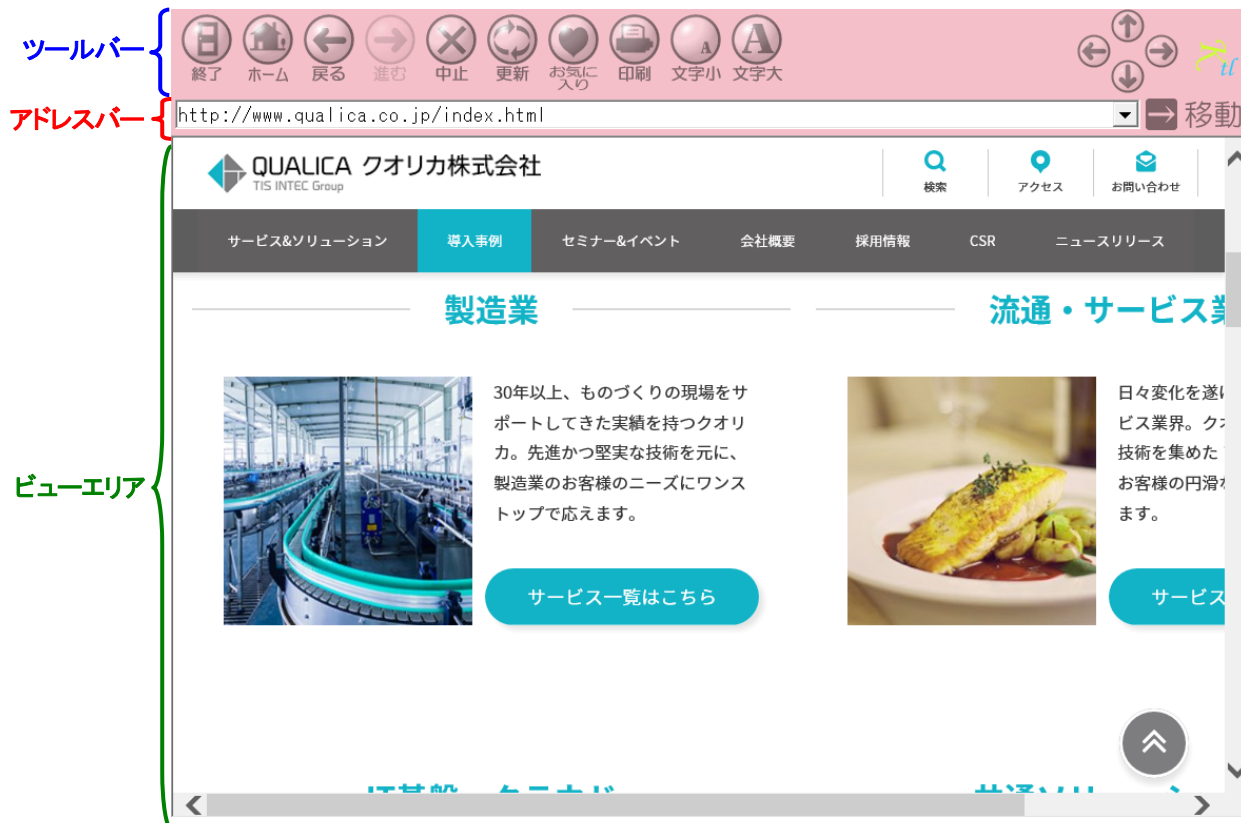 ツールバー
終了 ホーム 戻る 進む 中止 更新 お気に入り 印刷 文字小 文字大
tl
アドレスバー
http://www.qualica.co.jp/index.html
移動
QUALICA クオリカ株式会社
TIS INTEC Group
検索 アクセス お問い合わせ
サービス&ソリューション 導入事例 セミナー&イベント 会社概要 採用情報 CSR ニュースリリース
製造業
流通・サービス業
ビューエリア
30年以上、ものづくりの現場をサ
ポートしてきた実績を持つクオリ
カ。先進かつ堅実な技術を元に、
製造業のお客様のニーズにワンス
トップで応えます。
サービス一覧はこちら
日々変化を遂
ビス業界。ク
技術を集めた
お客様の円滑
ます。
サービス